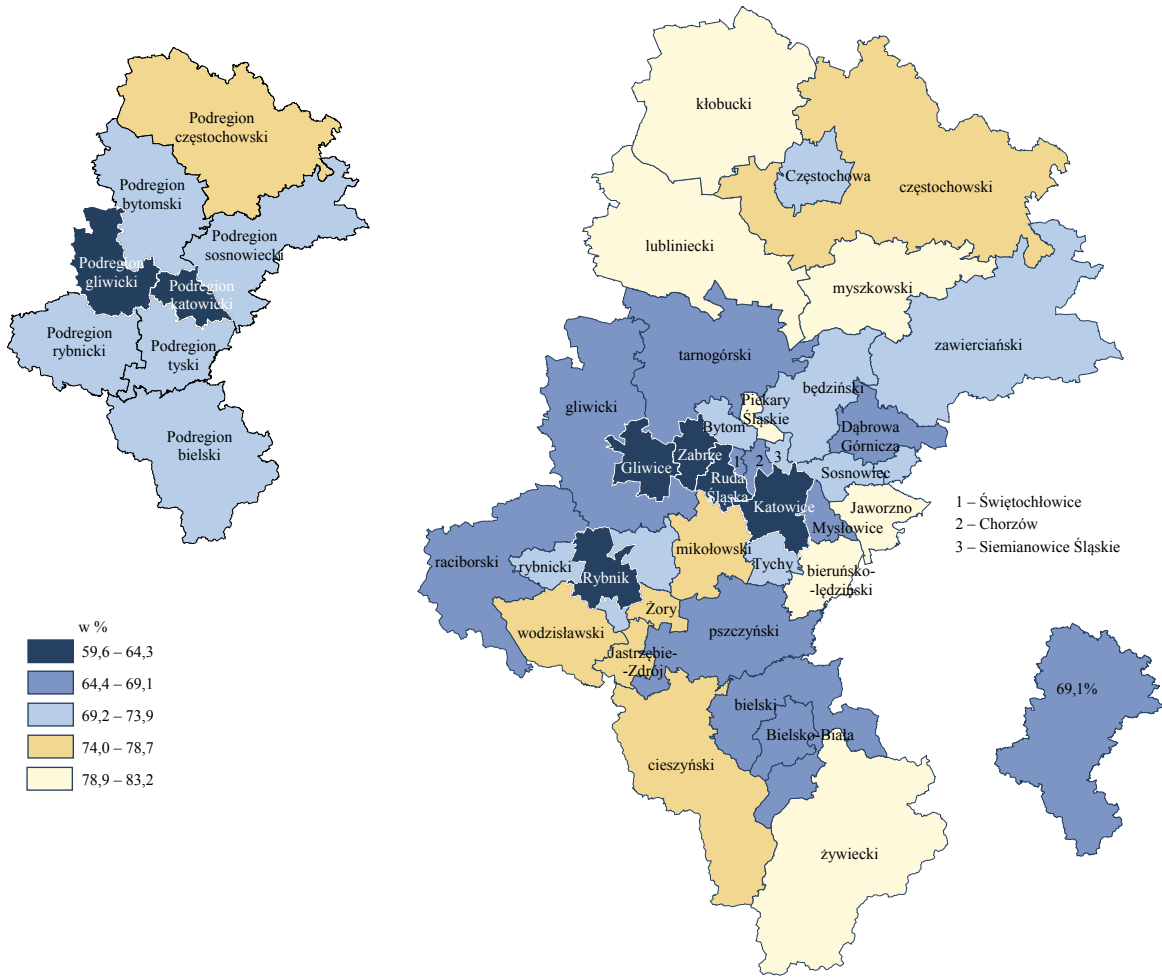 Podregion
częstochowski
Podregion
bytomski
Podregion
sosnowiecki
Podregion
gliwicki
Podregion
katowicki
Podregion
rybnicki
Podregion
tyski
Podregion
bielski
kłobucki
Częstochowa
częstochowski
lubliniecki
myszkowski
zawierciański
tarnogórski
będziński
gliwicki
Piekary
Śląskie
Bytom
Dąbrowa
Górnicza
Gliwice
Zabrze
1
2
3
Sosnowiec
Ruda
Śląska
Katowice
Jaworzno
Mysłowice
1 – Świętochłowice
2 – Chorzów
3 – Siemianowice Śląskie
raciborski
rybnicki
Rybnik
mikołowski
Tychy
bieruńsko-
-lędziński
Żory
wodzisławski
pszczyński
Jastrzębie-
-Zdrój
bielski
Bielsko-Biała
cieszyński
żywiecki
69,1%
w %
59,6 – 64,3
64,4 – 69,1
69,2 – 73,9
74,0 – 78,7
78,9 – 83,2